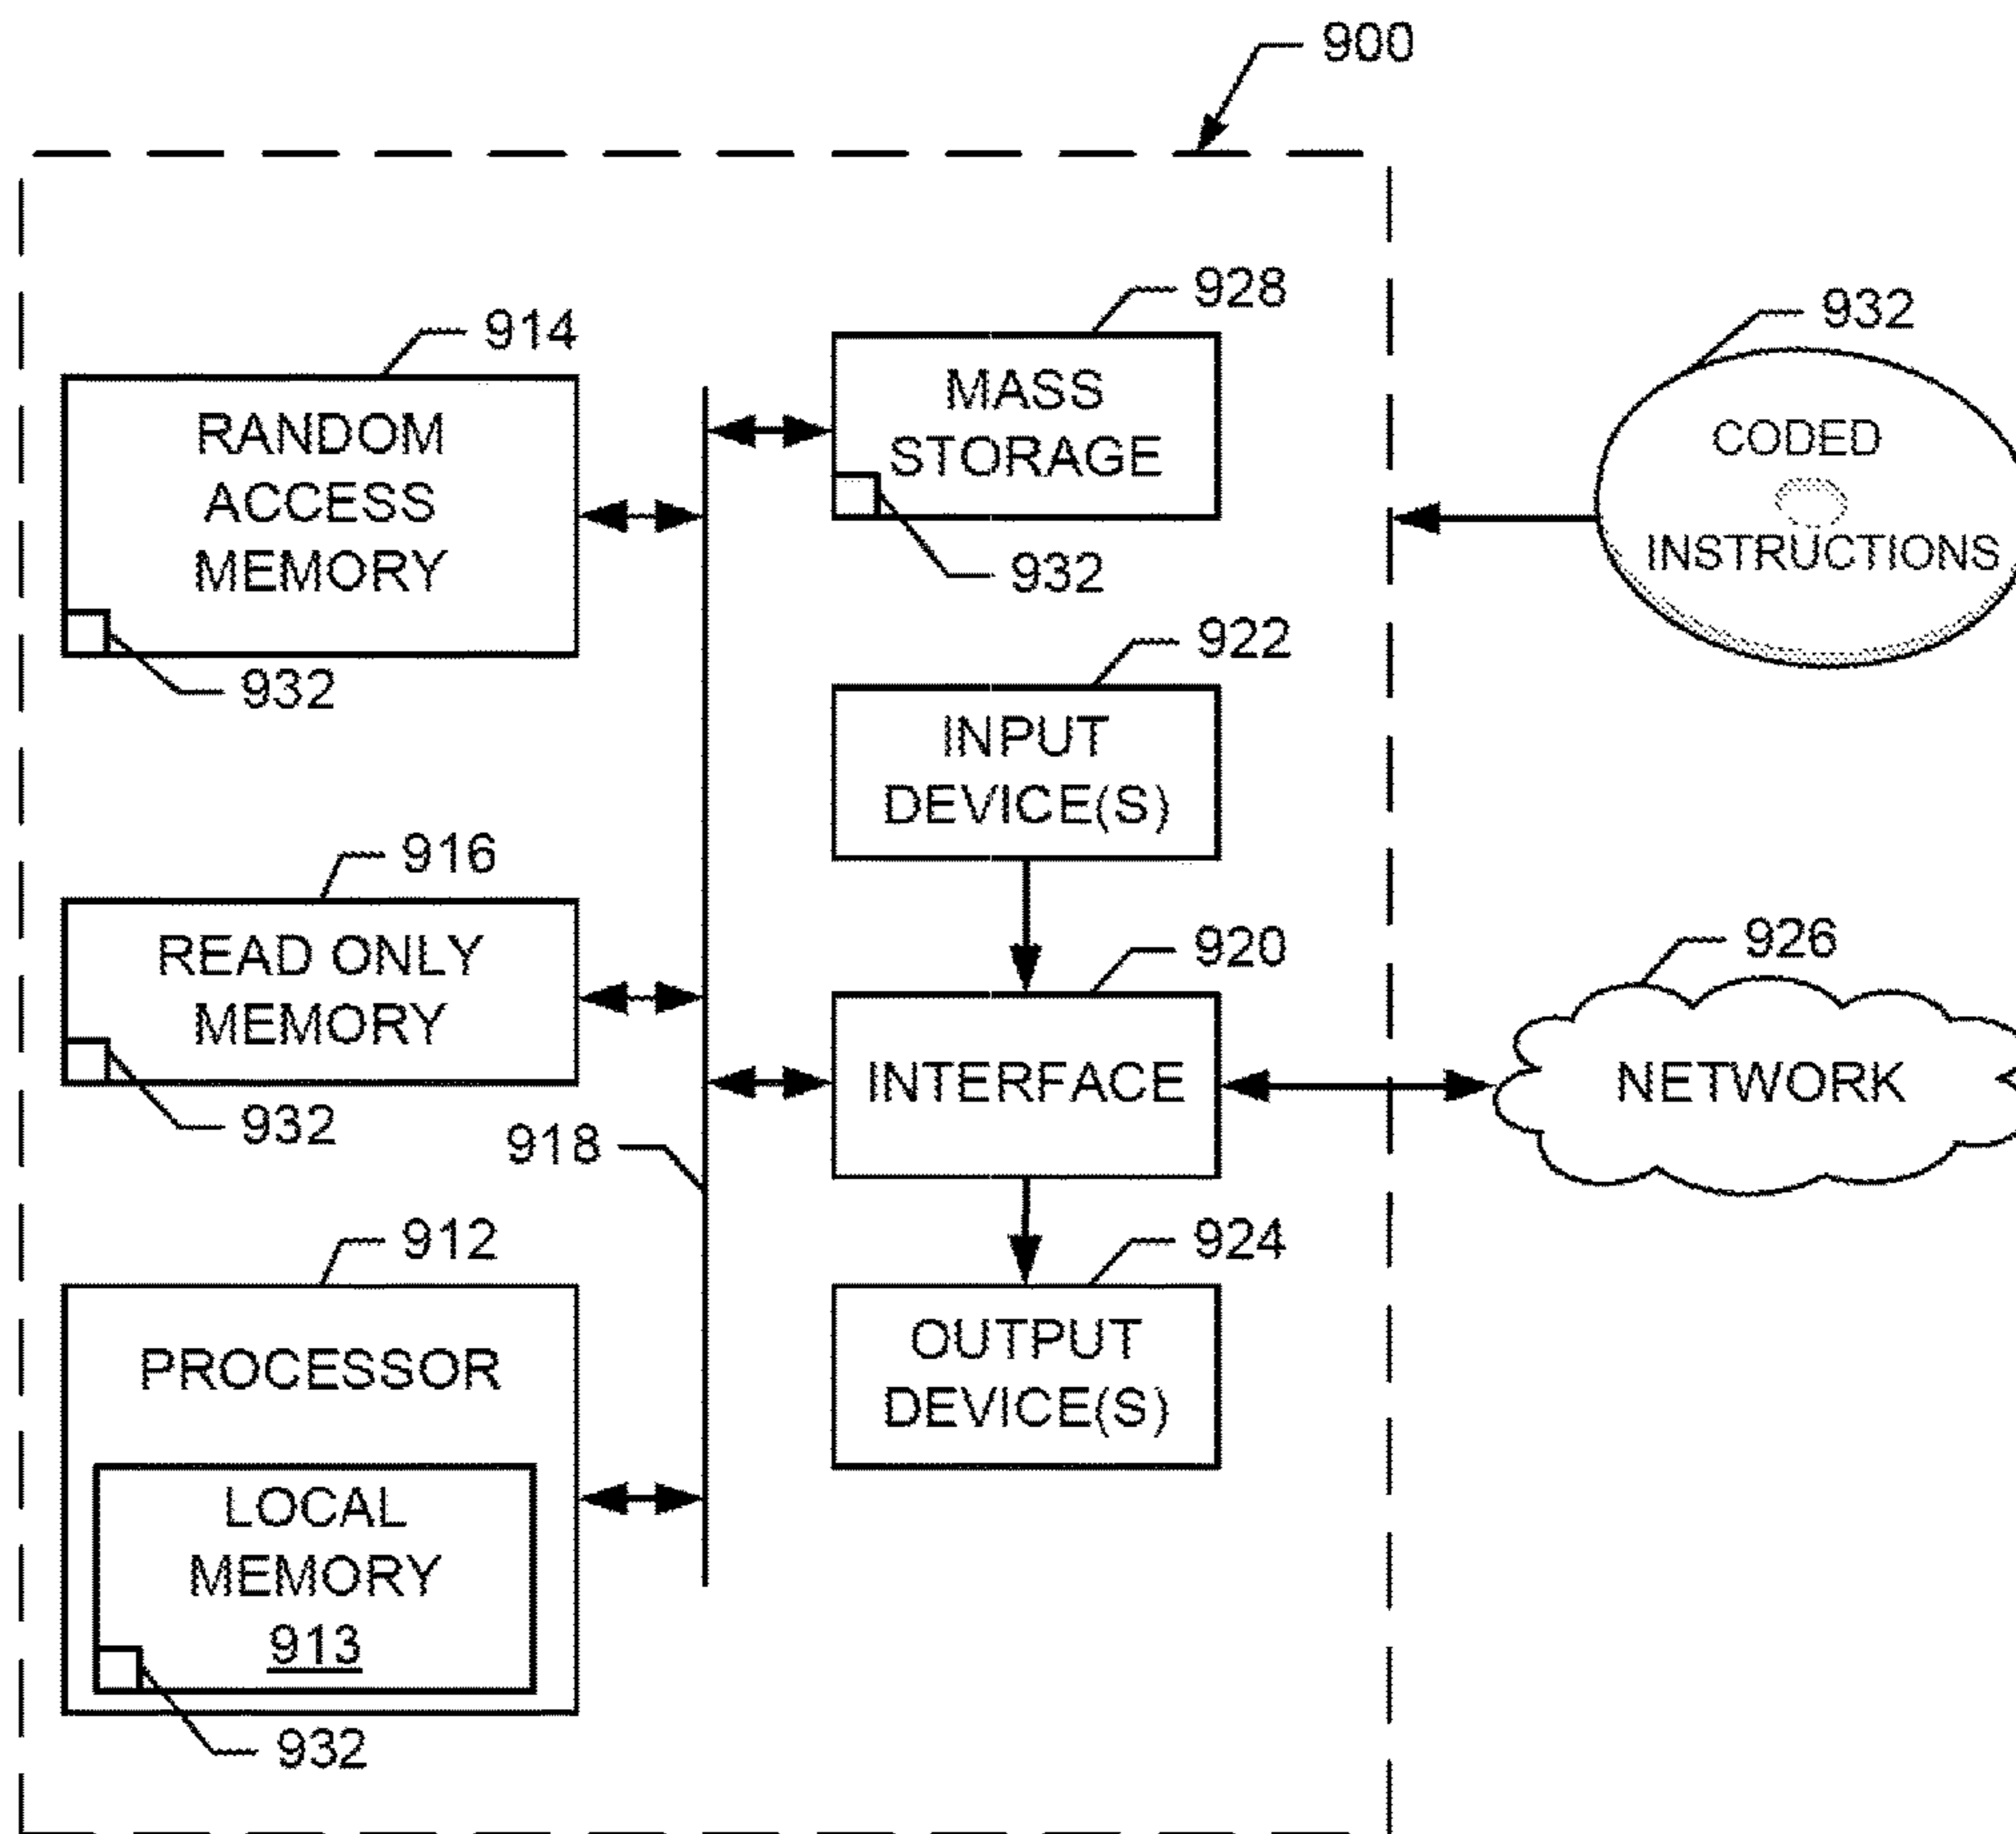 900
928
MASS
STORAGE
932
914
RANDOM
ACCESS
MEMORY
932
932
CODED
INSTRUCTIONS
922
INPUT
DEVICE(S)
916
READ ONLY
MEMORY
932
918
920
INTERFACE
926
NETWORK
912
PROCESSOR
LOCAL
MEMORY
913
932
924
OUTPUT
DEVICE(S)